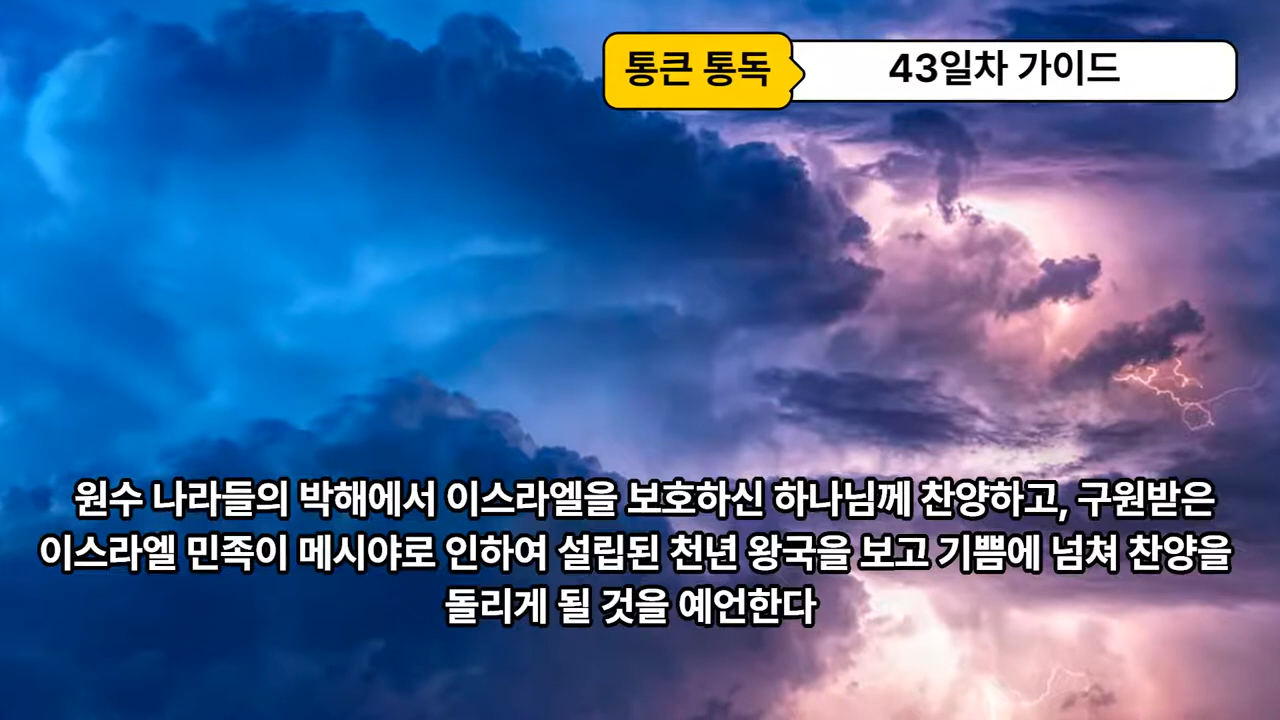 통큰 통독
43일차 가이드
원수 나라들의 박해에서 이스라엘을 보호하신 하나님께 찬양하고, 구원받은
이스라엘 민족이 메시야로 인하여 설립된 천년 왕국을 보고 기쁨에 넘쳐 찬양을
돌리게 될 것을 예언한다